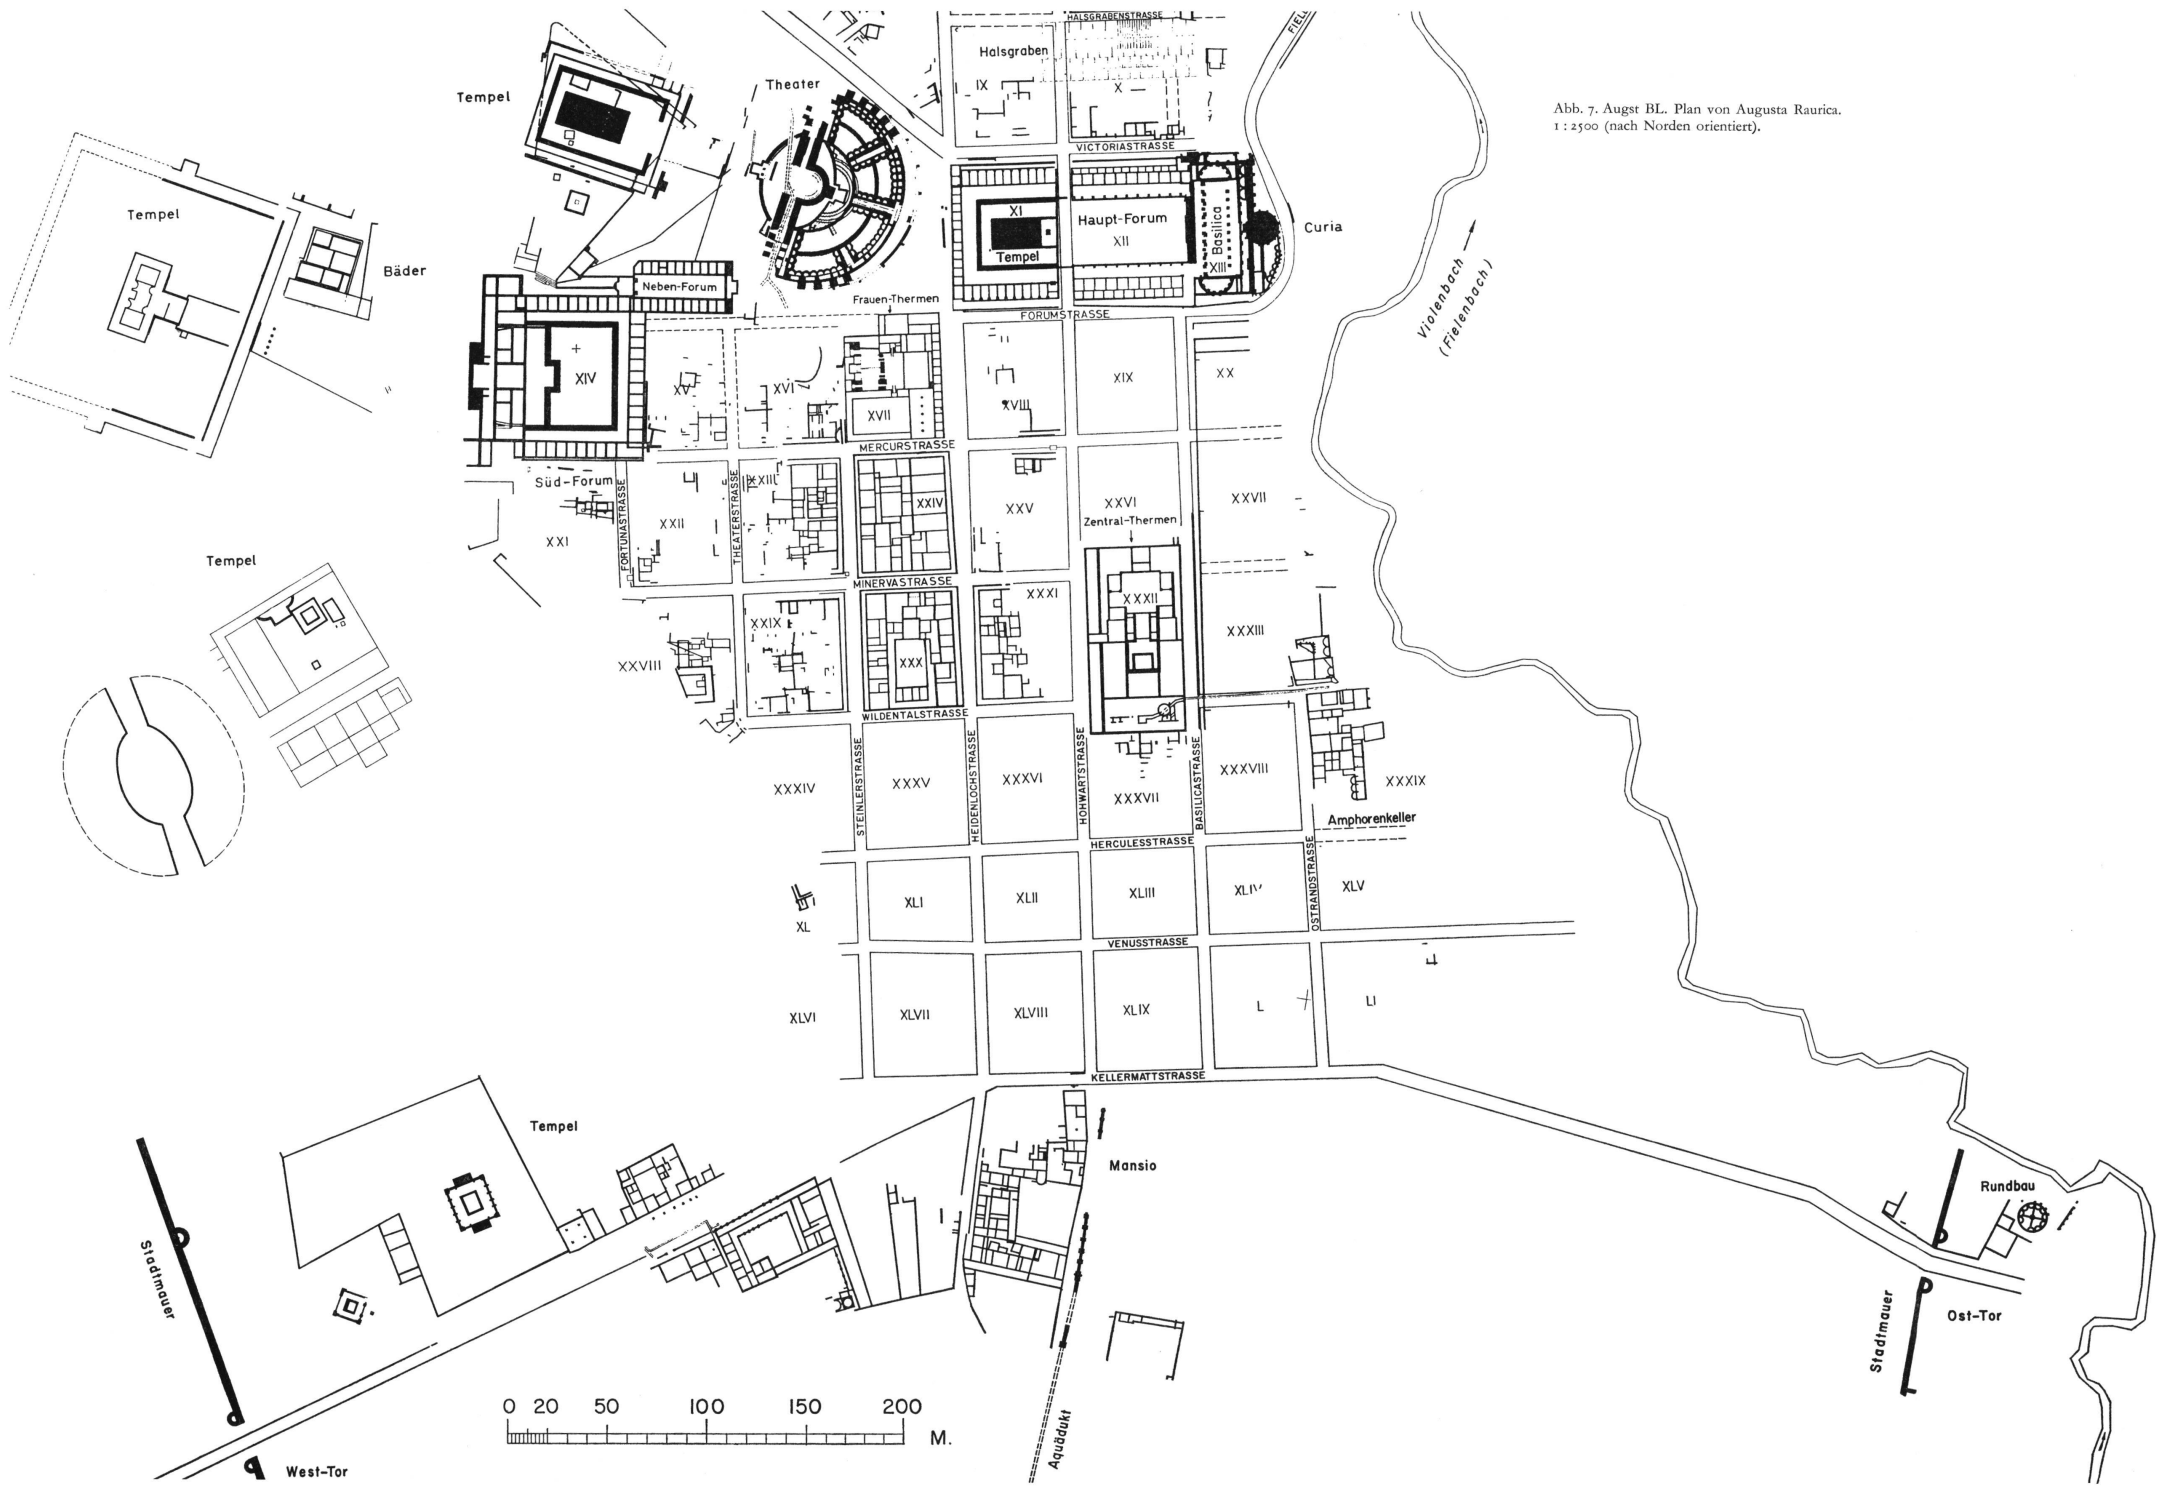 HALSGRABENSTRASSE
Halsgraben
IX
X
Theater
Tempel
Abb. 7. Augst BL. Plan von Augusta Raurica.
1 : 2500 (nach Norden orientiert).
VICTORIASTRASSE
Tempel
XI
Tempel
Haupt-Forum
XII
Basilica
XIII
Curia
Bäder
Neben-Forum
Frauen-Thermen
FORUMSTRASSE
Violenbach
(Fielenbach)
XIV
XV
XVI
XVII
XVIII
XIX
XX
MERCURSTRASSE
Süd-Forum
FORTUNASTRASSE
THEATERSTRASSE
XXI
XXII
XXIII
XXIV
XXV
XXVI
XXVII
Zentral-Thermen
Tempel
MINERVASTRASSE
XXVIII
XXIX
XXX
XXXI
XXXII
XXXIII
WILDENTALSTRASSE
STEINLERSTRASSE
HEIDENLOCHSTRASSE
HOHWARTSTRASSE
BASILICASTRASSE
XXXIV
XXXV
XXXVI
XXXVII
XXXVIII
XXXIX
Amphorenkeller
HERCULESSTRASSE
OSTRANDSTRASSE
XL
XLI
XLII
XLIII
XLIV
XLV
VENUSSTRASSE
XLVI
XLVII
XLVIII
XLIX
L
LI
KELLERMATTSTRASSE
Tempel
Mansio
Rundbau
Stadtmauer
Stadtmauer
Ost-Tor
0 20 50 100 150 200
M.
Aquädukt
West-Tor